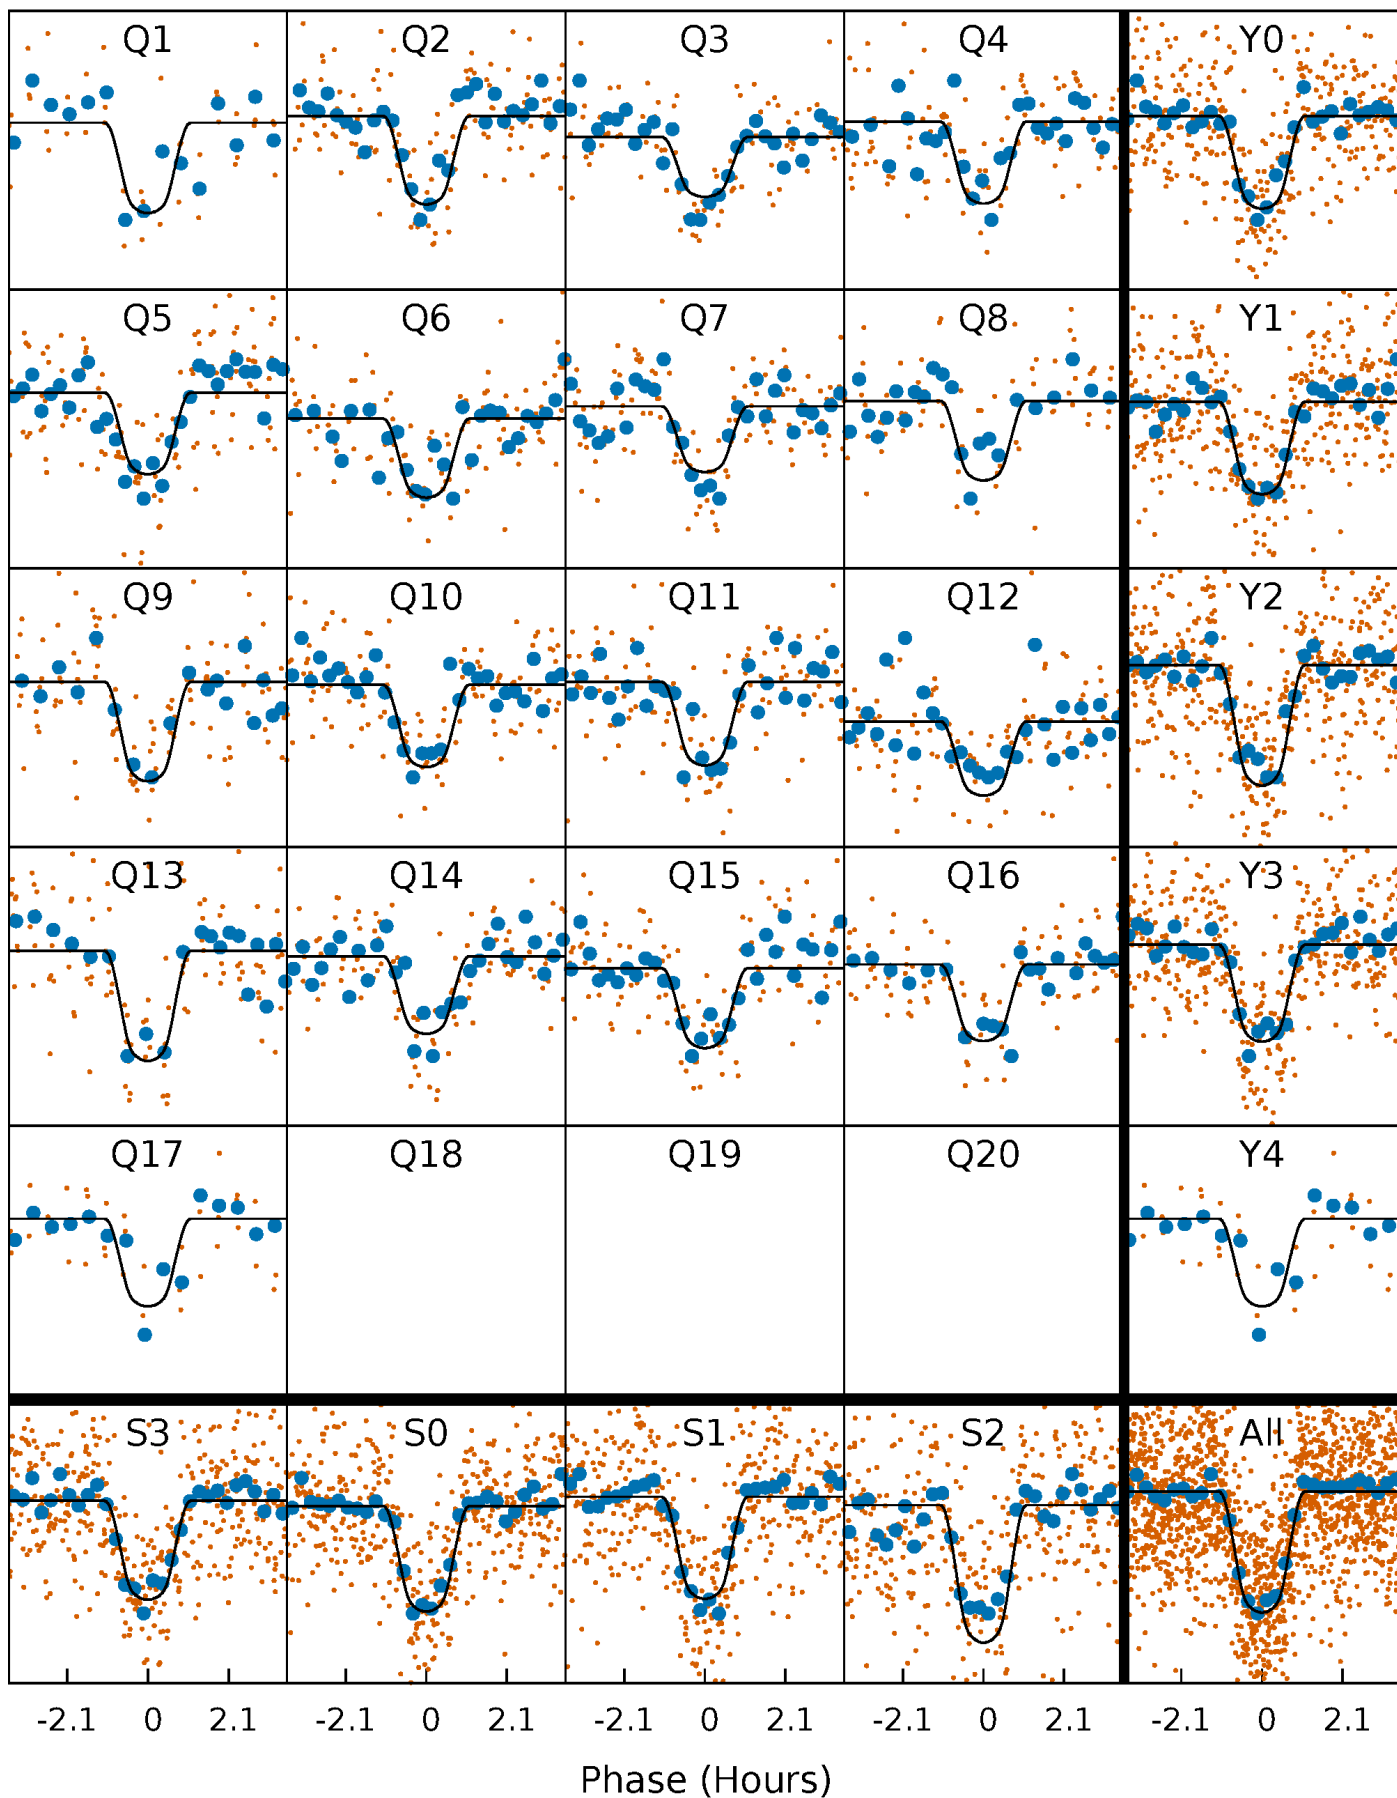 Q1 Q2 Q3 Q4 Y0
Q5 Q6 Q7 Q8 Y1
Q9 Q10 Q11 Q12 Y2
Q13 Q14 Q15 Q16 Y3
Q17 Q18 Q19 Q20 Y4
S3 S0 S1 S2 All
-2.1 0 2.1 -2.1 0 2.1 -2.1 0 2.1 -2.1 0 2.1 -2.1 0 2.1
Phase (Hours)